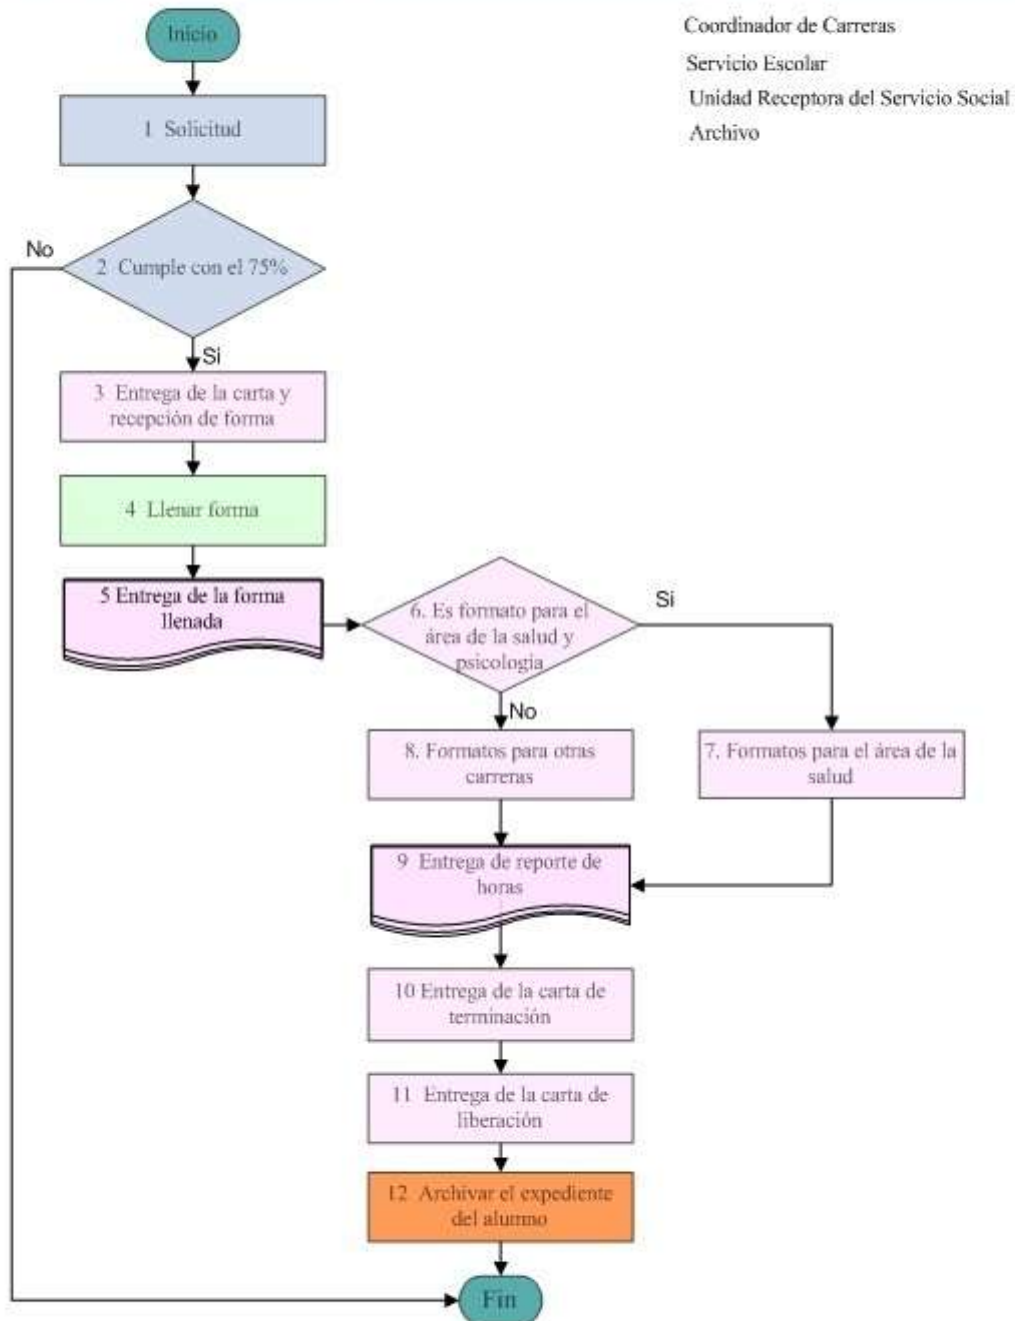 Inicio
Coordinador de Carreras
Servicio Escolar
Unidad Receptora del Servicio Social
Archivo
1 Solicitud
No
2 Cumple con el 75%
Si
3 Entrega de la carta y
recepción de forma
4 Llenar forma
5 Entrega de la forma
llenada
6. Es formato para el
área de la salud y
psicologia
Si
No
8. Formatos para otras
carreras
7. Formatos para el área de la
salud
9 Entrega de reporte de
horas
10 Entrega de la carta de
terminación
11 Entrega de la carta de
liberación
12 Archivar el expediente
del alumno
Fin